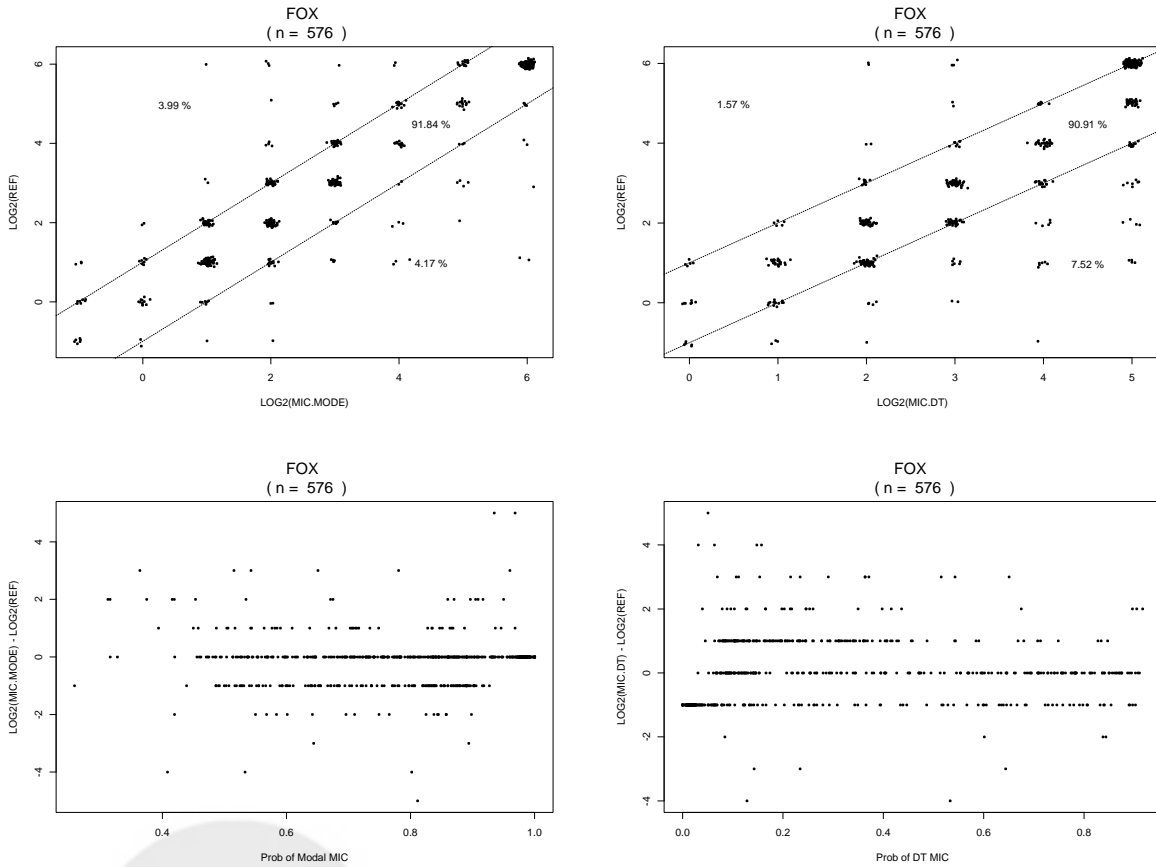 FOX
( n = 576 )
6
4
2
0
LOG2(REF)
3.99 %
91.84 %
4.17 %
0
2
4
6
LOG2(MIC.MODE)
FOX
( n = 576 )
6
4
2
0
LOG2(REF)
1.57 %
90.91 %
7.52 %
0
1
2
3
4
5
LOG2(MIC.DT)
FOX
( n = 576 )
4
2
0
-2
-4
LOG2(MIC.MODE) - LOG2(REF)
0.4
0.6
0.8
1.0
Prob of Modal MIC
FOX
( n = 576 )
4
2
0
-2
-4
LOG2(MIC.DT) - LOG2(REF)
0.0
0.2
0.4
0.6
0.8
Prob of DT MIC